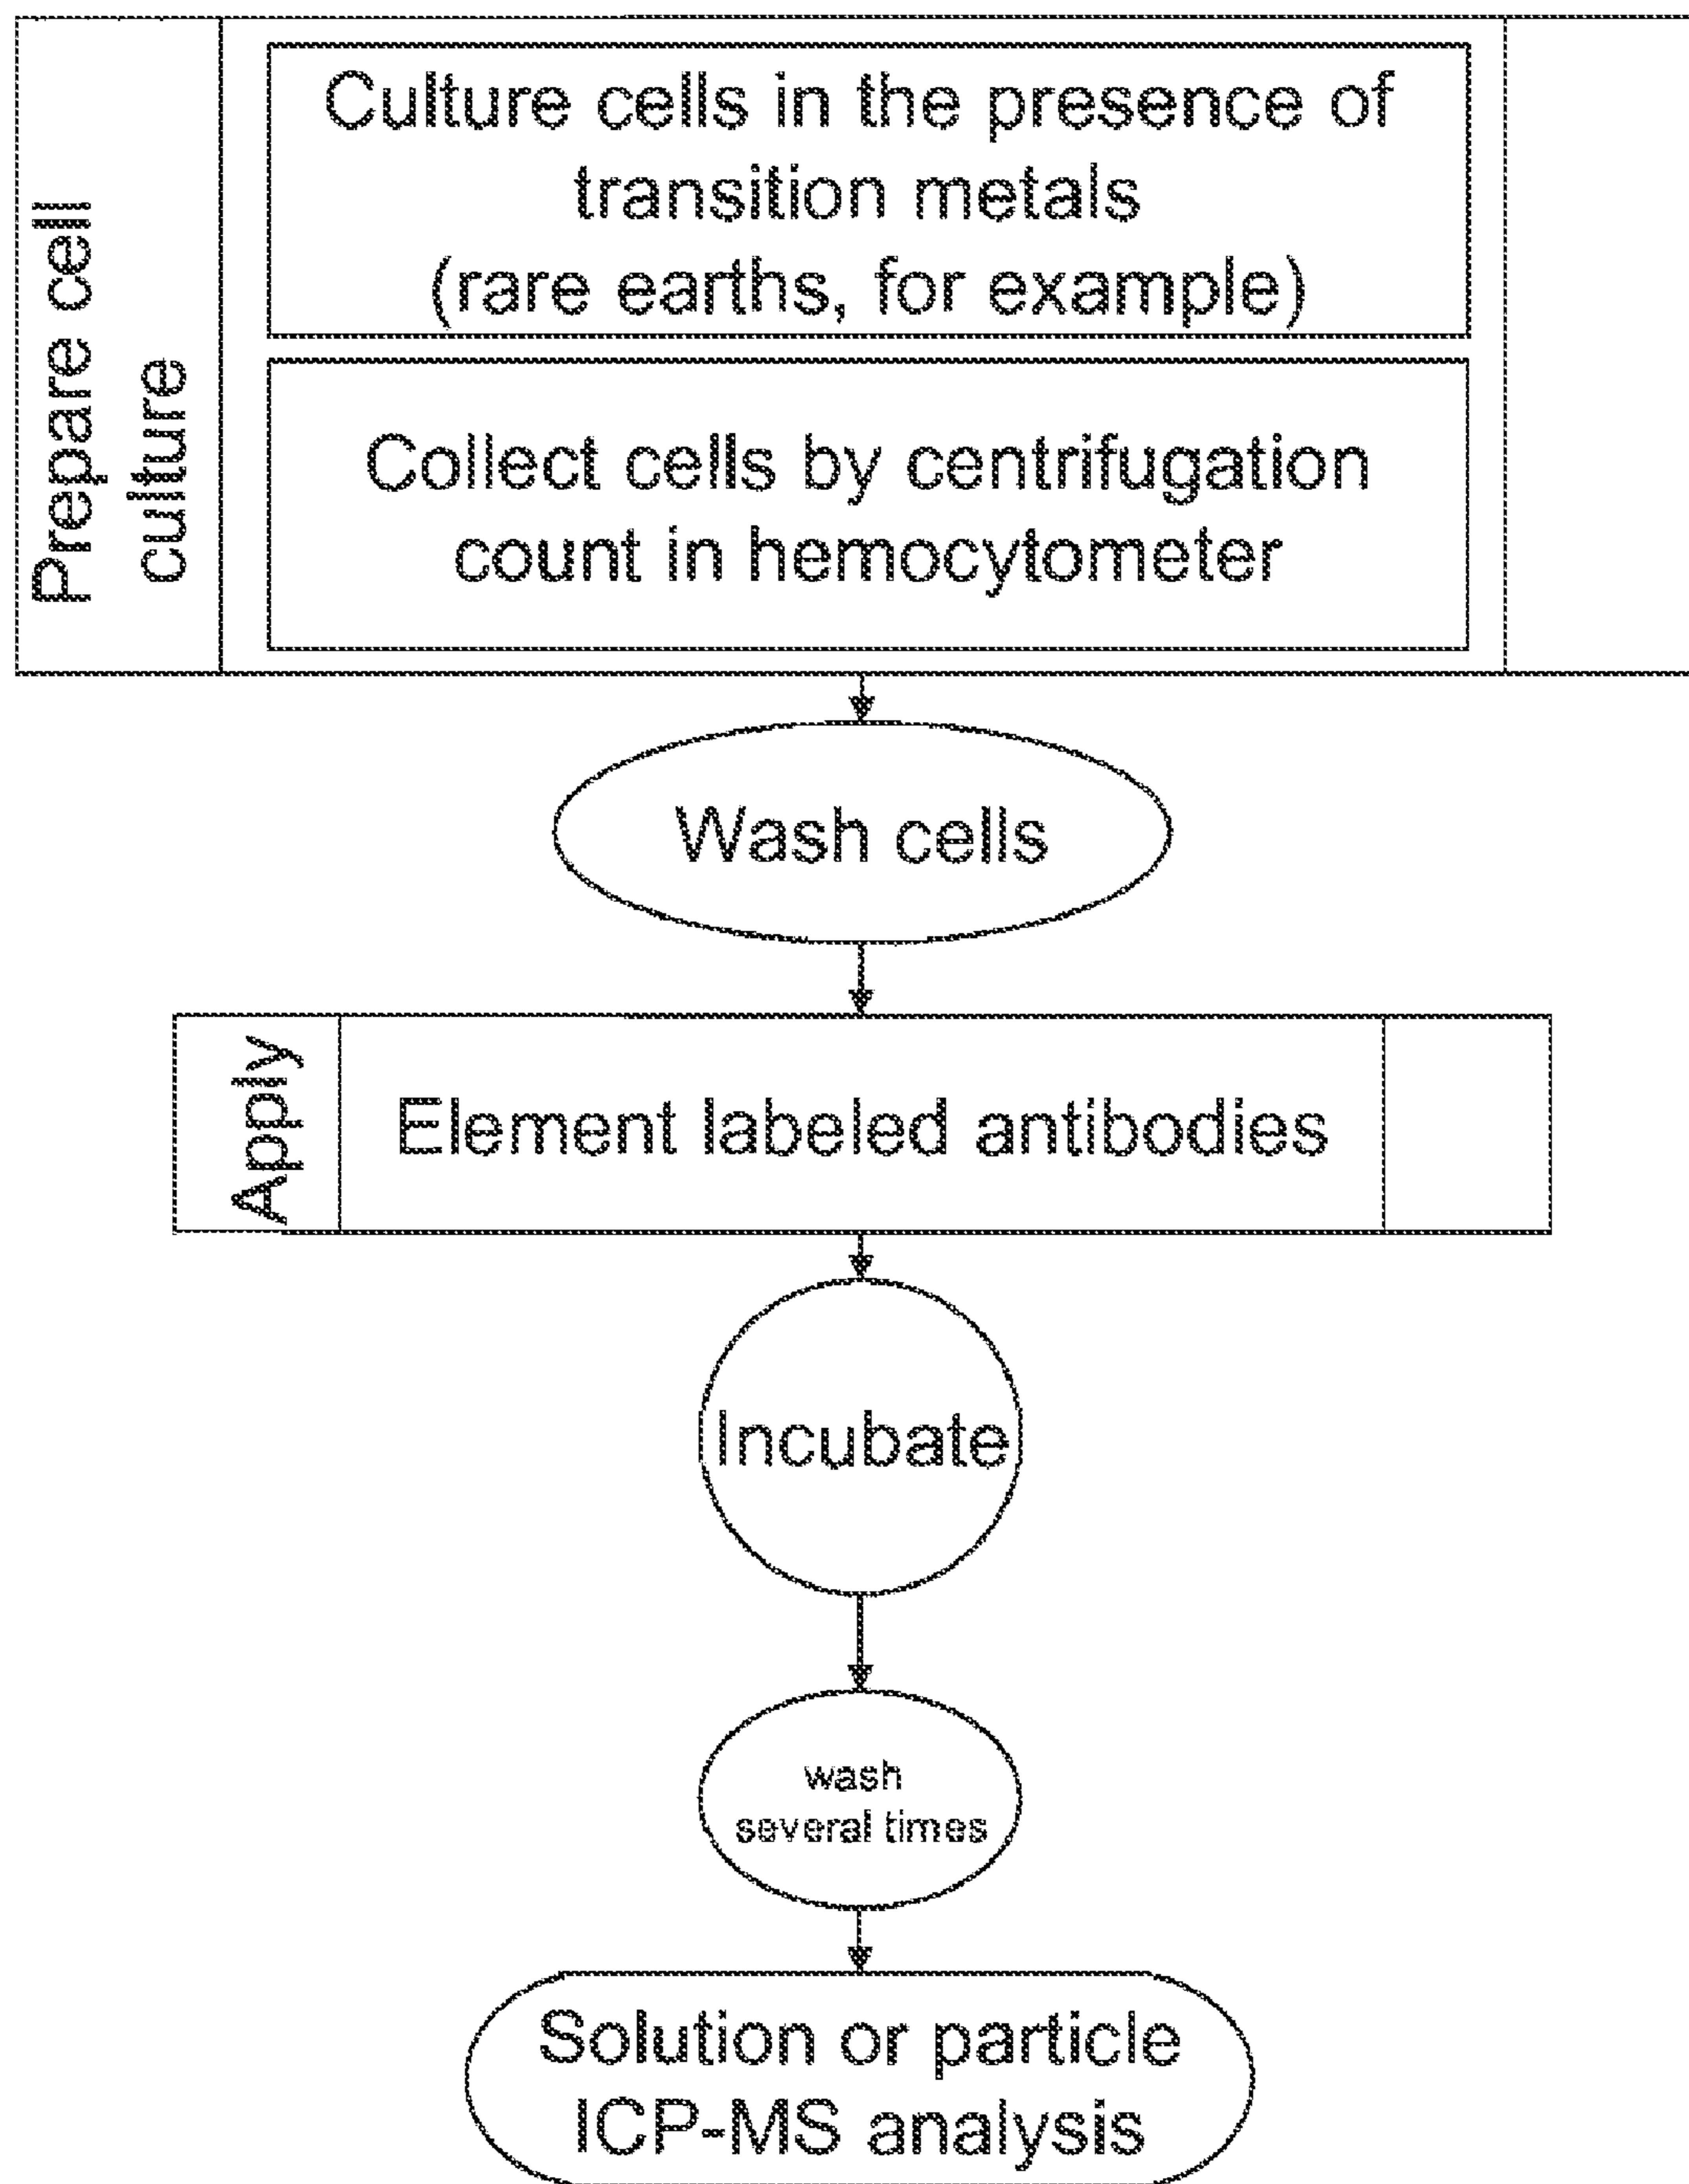 Prepare cell
culture
Culture cells in the presence of
transition metals
(rare earths, for example)
Collect cells by centrifugation
count in hemocytometer
Wash cells
Apply
Element labeled antibodies
Incubate
wash
several times
Solution or particle
ICP-MS analysis